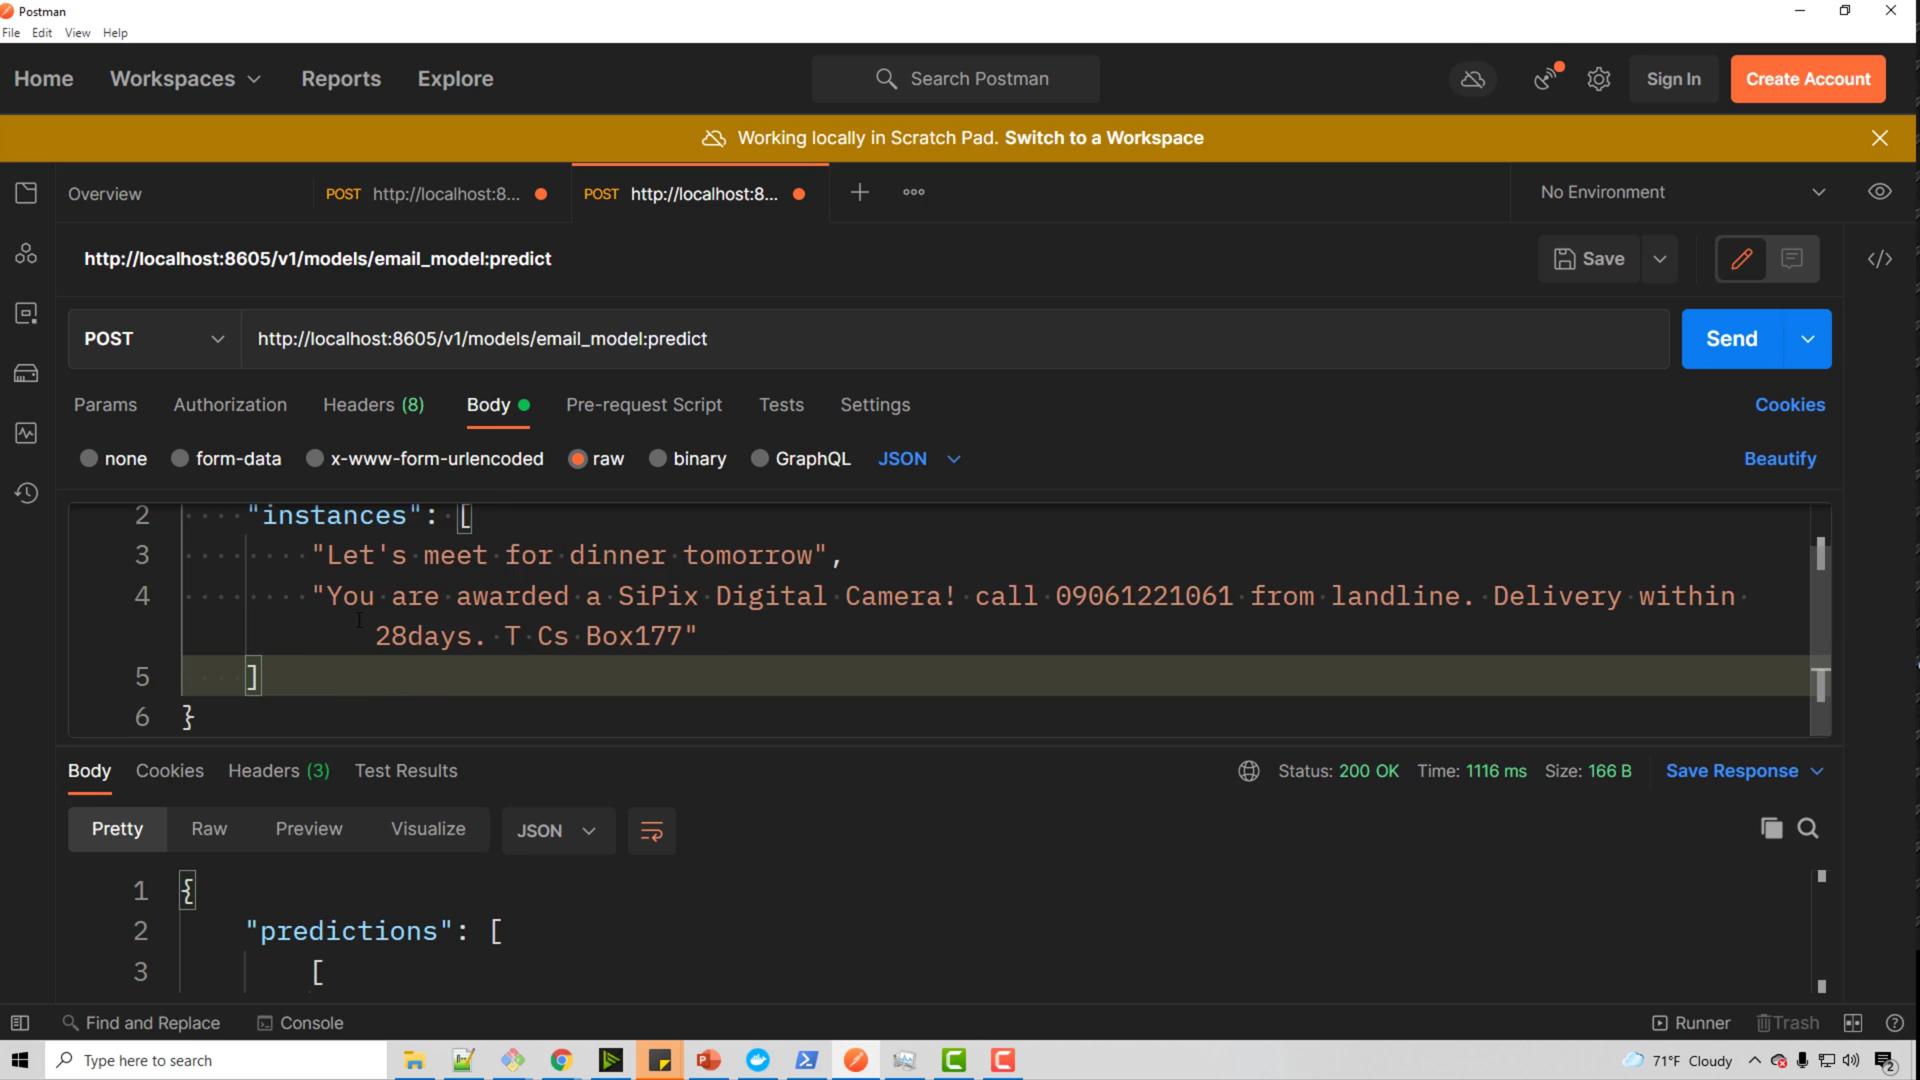 Postman
File Edit View Help
Home Workspaces Reports Explore Search Postman Sign In Create Account
Working locally in Scratch Pad. Switch to a Workspace
Overview POST http://localhost:8... POST http://localhost:8... No Environment
http://localhost:8605/v1/models/email_model:predict Save
POST http://localhost:8605/v1/models/email_model:predict Send
Params Authorization Headers (8) Body Pre-request Script Tests Settings Cookies
none form-data x-www-form-urlencoded raw binary GraphQL JSON Beautify
2 "instances": [
3 "Let's meet for dinner tomorrow",
4 "You are awarded a SiPix Digital Camera! call 09061221061 from landline. Delivery within
28days. T Cs Box177"
5 ]
6 }
Body Cookies Headers (3) Test Results Status: 200 OK Time: 1116 ms Size: 166 B Save Response
Pretty Raw Preview Visualize JSON
1 {
2 "predictions": [
3 [
Find and Replace Console Runner Trash
Type here to search 71°F Cloudy 2